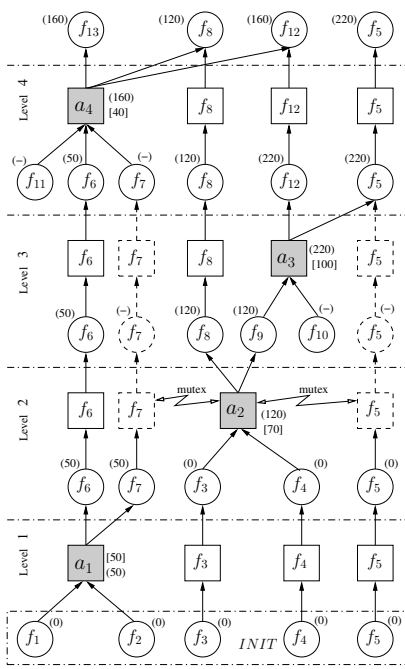 (160) (120) (160) (220)
f13 f8 f12 f5
Level 4
a4 (160) [40] f8 f12 f5
(−) (50) (−) (120) (220) (220)
f11 f6 f7 f8 f12 f5
Level 3
f6 f7 f8 a3 (220) [100] f5
(50) (−) (120) (120) (−) (−)
f6 f7 f8 f9 f10 f5
Level 2
mutex mutex
f6 f7 a2 (120) [70] f5
(50) (50) (0) (0) (0)
f6 f7 f3 f4 f5
Level 1
a1 [50] (50) f3 f4 f5
(0) (0) (0) (0) (0)
f1 f2 f3 INIT f4 f5